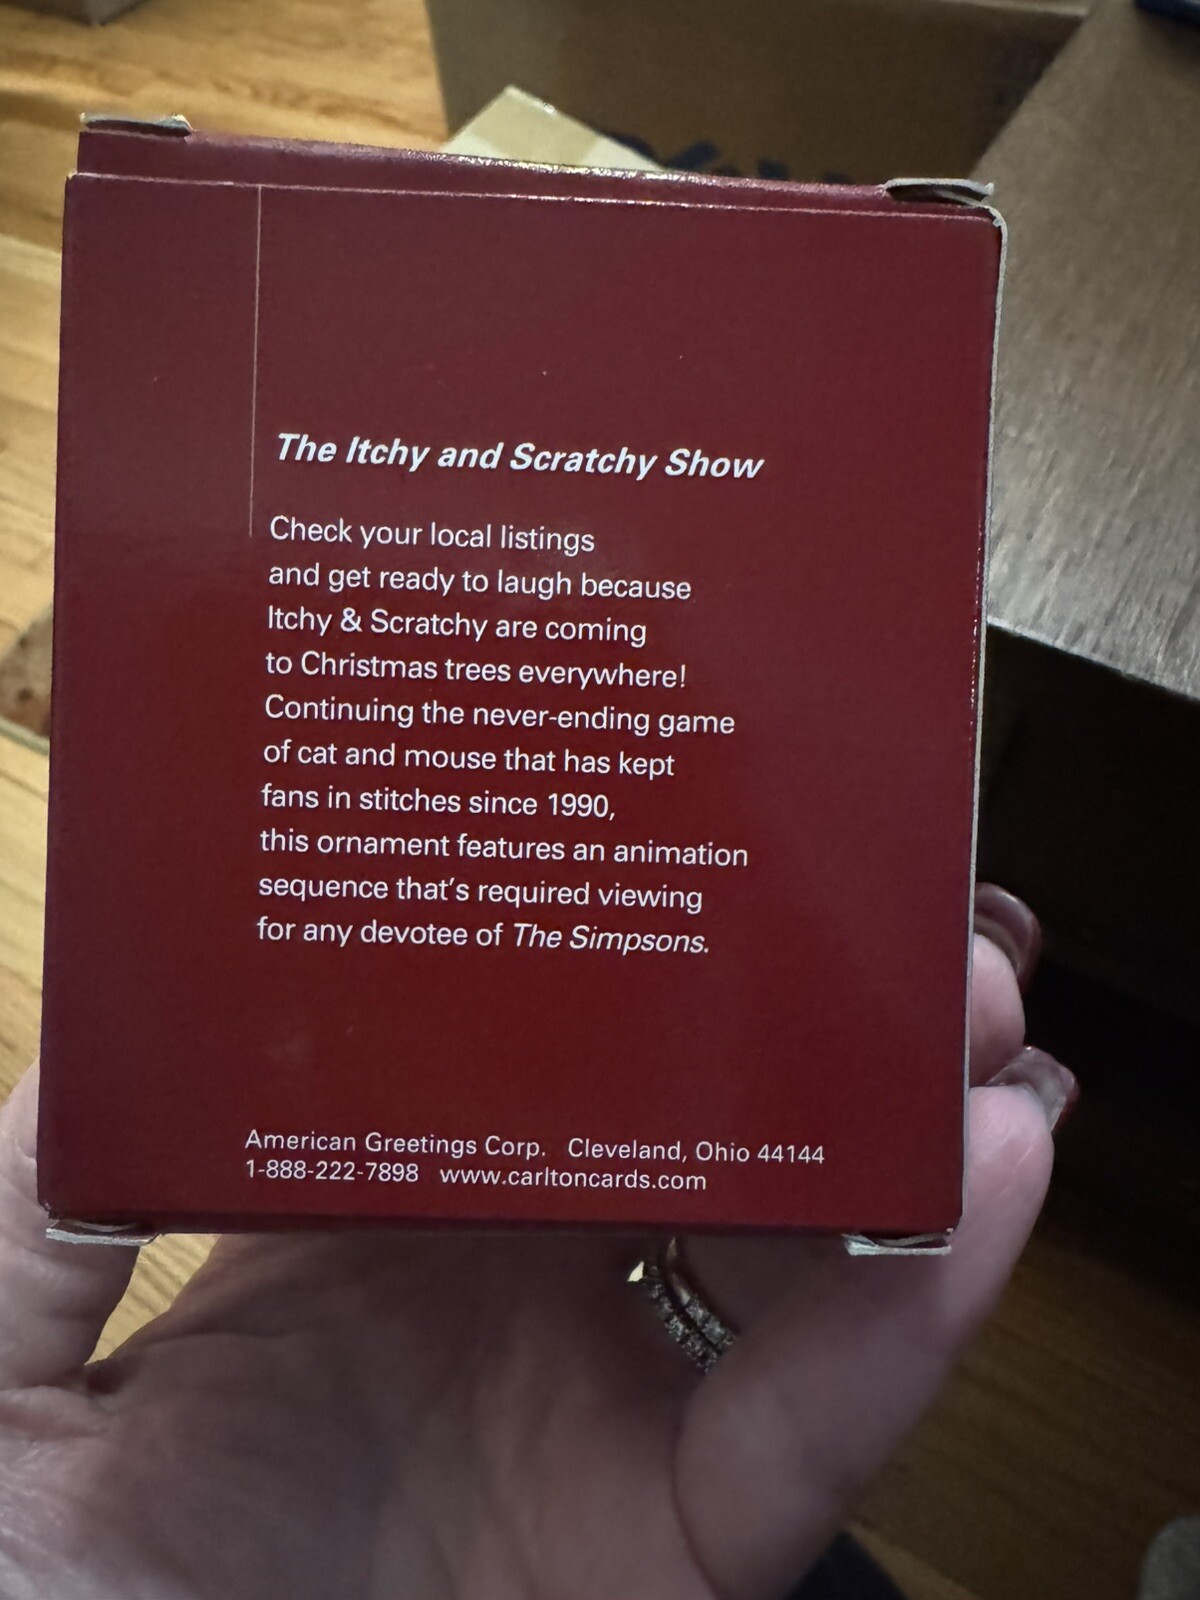 The Itchy and Scratchy Show
Check your local listings
and get ready to laugh because
Itchy & Scratchy are coming
to Christmas trees everywhere!
Continuing the never-ending game
of cat and mouse that has kept
fans in stitches since 1990,
this ornament features an animation
sequence that's required viewing
for any devotee of The Simpsons.
American Greetings Corp. Cleveland, Ohio 44144
1-888-222-7898 www.carltoncards.com